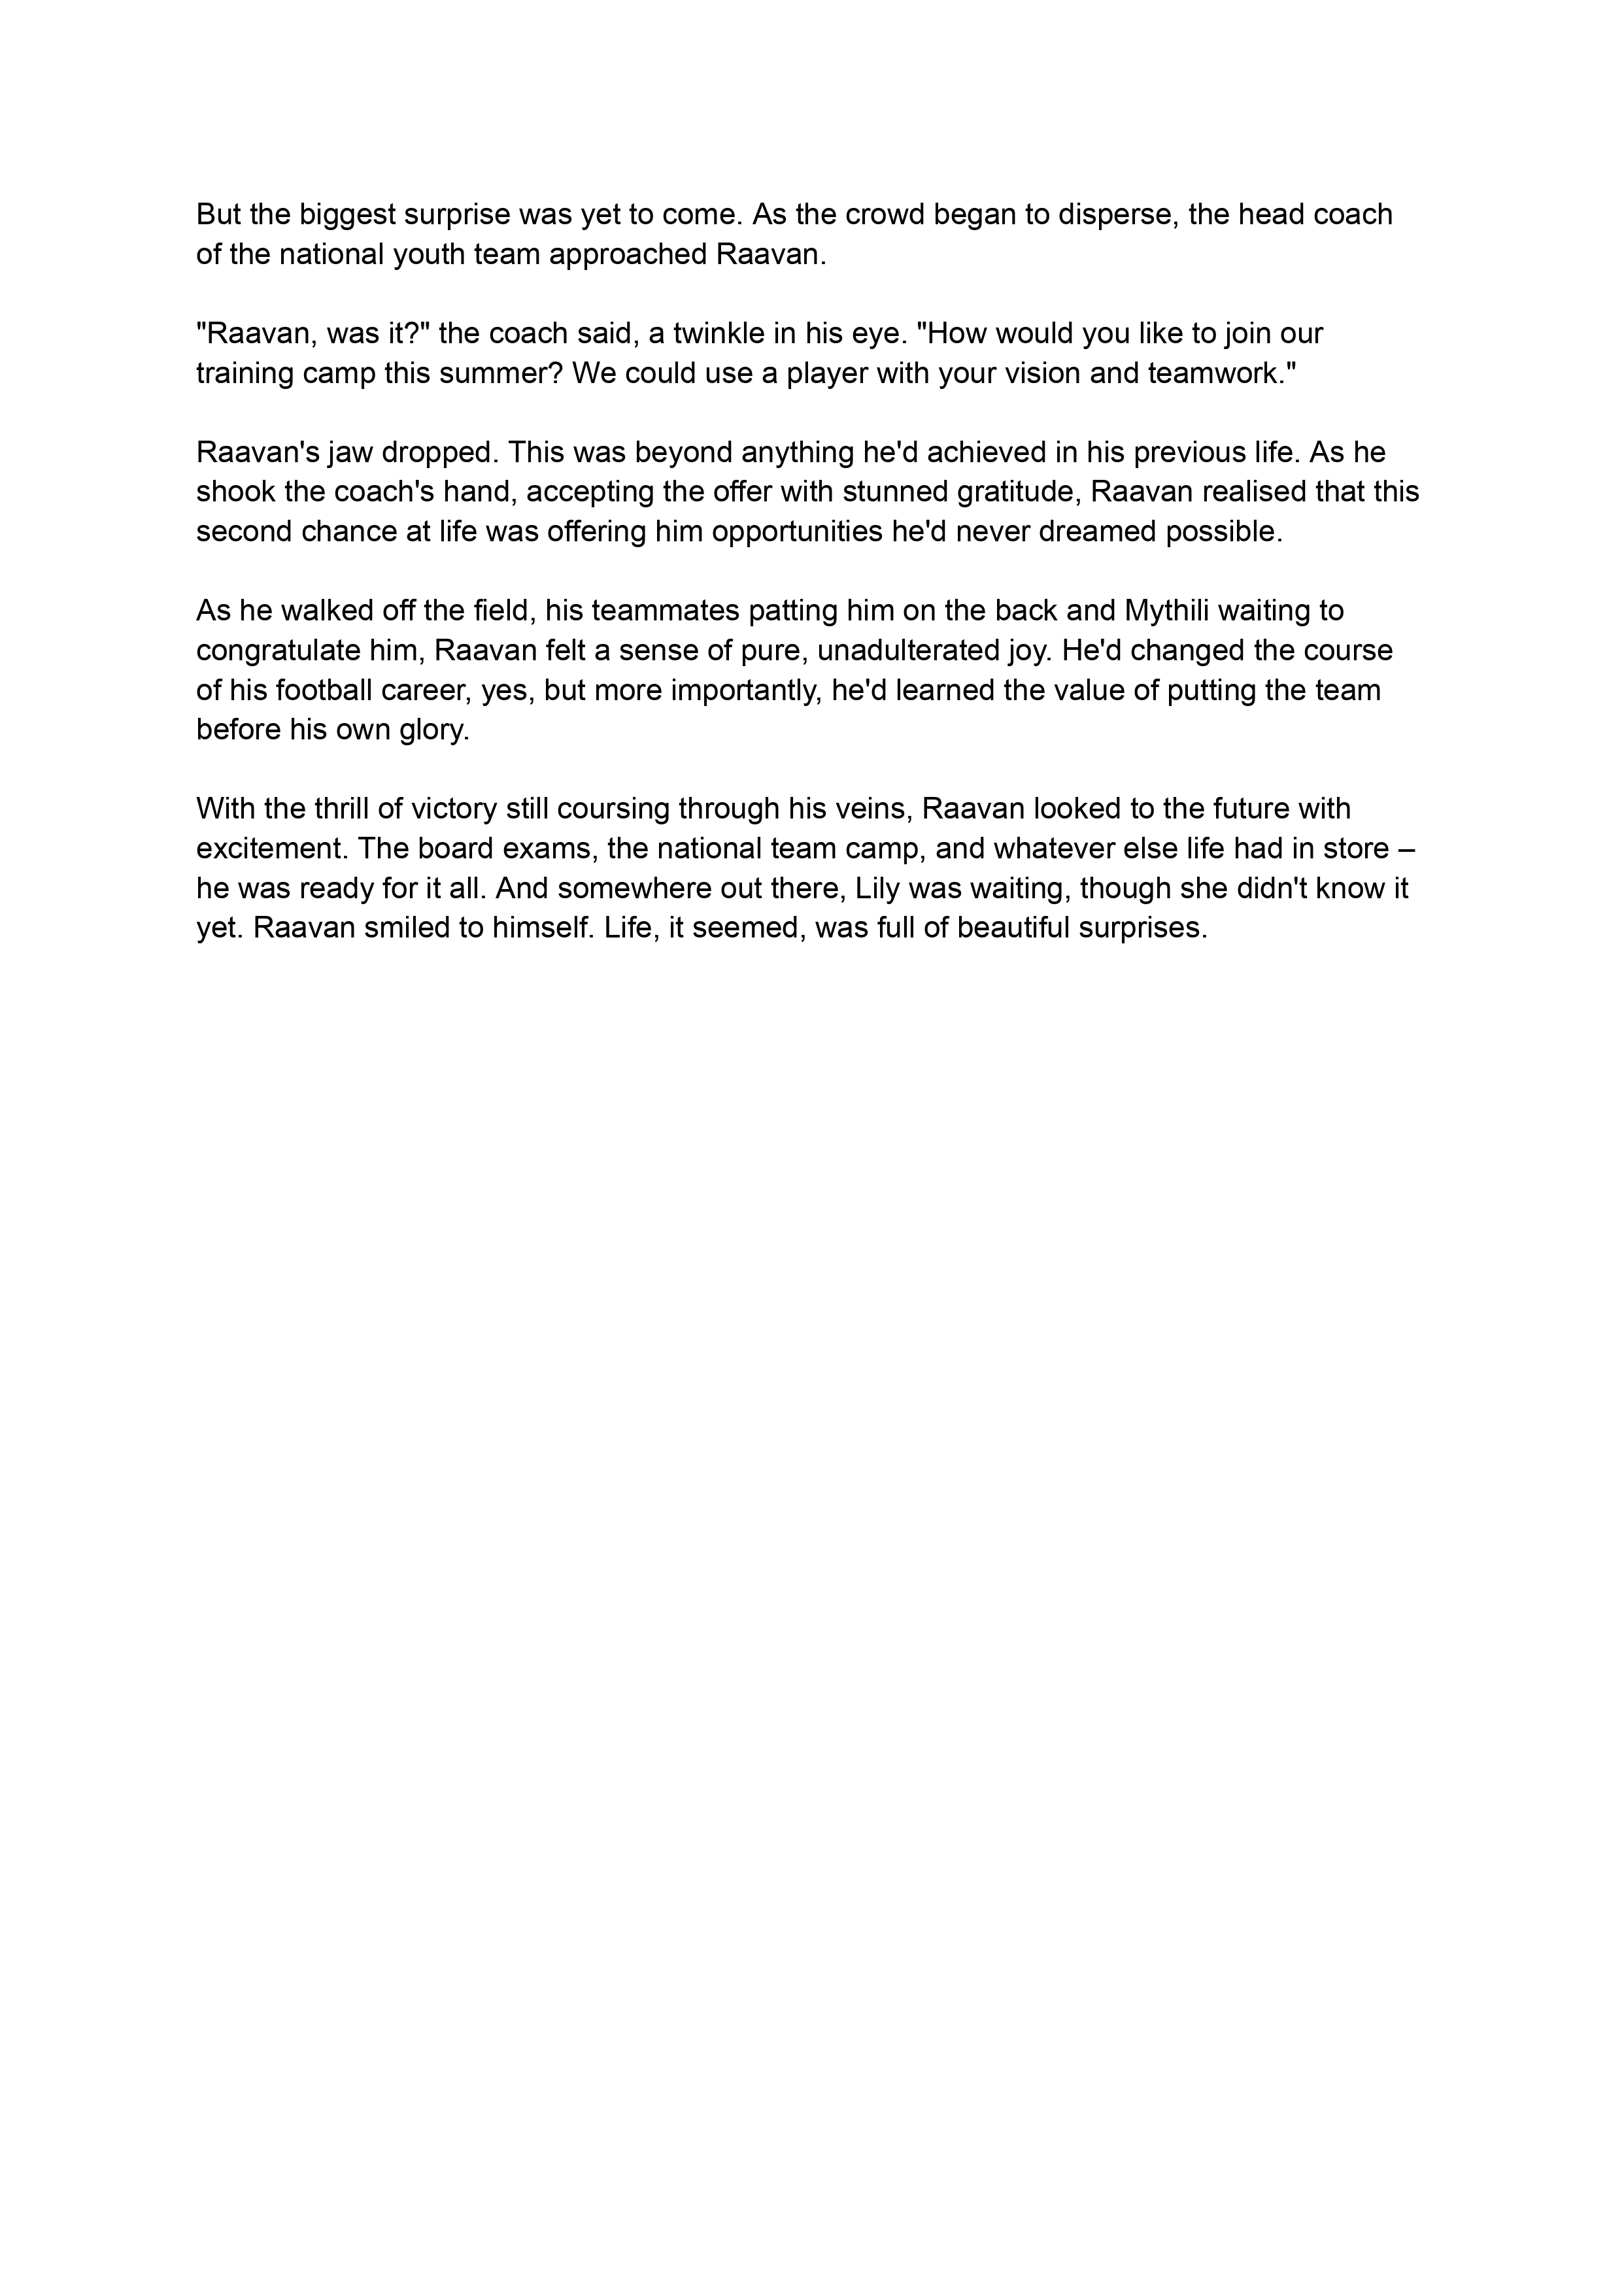 But the biggest surprise was yet to come. As the crowd began to disperse, the head coach
of the national youth team approached Raavan.
"Raavan, was it?" the coach said, a twinkle in his eye. "How would you like to join our
training camp this summer? We could use a player with your vision and teamwork."
Raavan's jaw dropped. This was beyond anything he'd achieved in his previous life. As he
shook the coach's hand, accepting the offer with stunned gratitude, Raavan realised that this
second chance at life was offering him opportunities he'd never dreamed possible.
As he walked off the field, his teammates patting him on the back and Mythili waiting to
congratulate him, Raavan felt a sense of pure, unadulterated joy. He'd changed the course
of his football career, yes, but more importantly, he'd learned the value of putting the team
before his own glory.
With the thrill of victory still coursing through his veins, Raavan looked to the future with
excitement. The board exams, the national team camp, and whatever else life had in store –
he was ready for it all. And somewhere out there, Lily was waiting, though she didn't know it
yet. Raavan smiled to himself. Life, it seemed, was full of beautiful surprises.